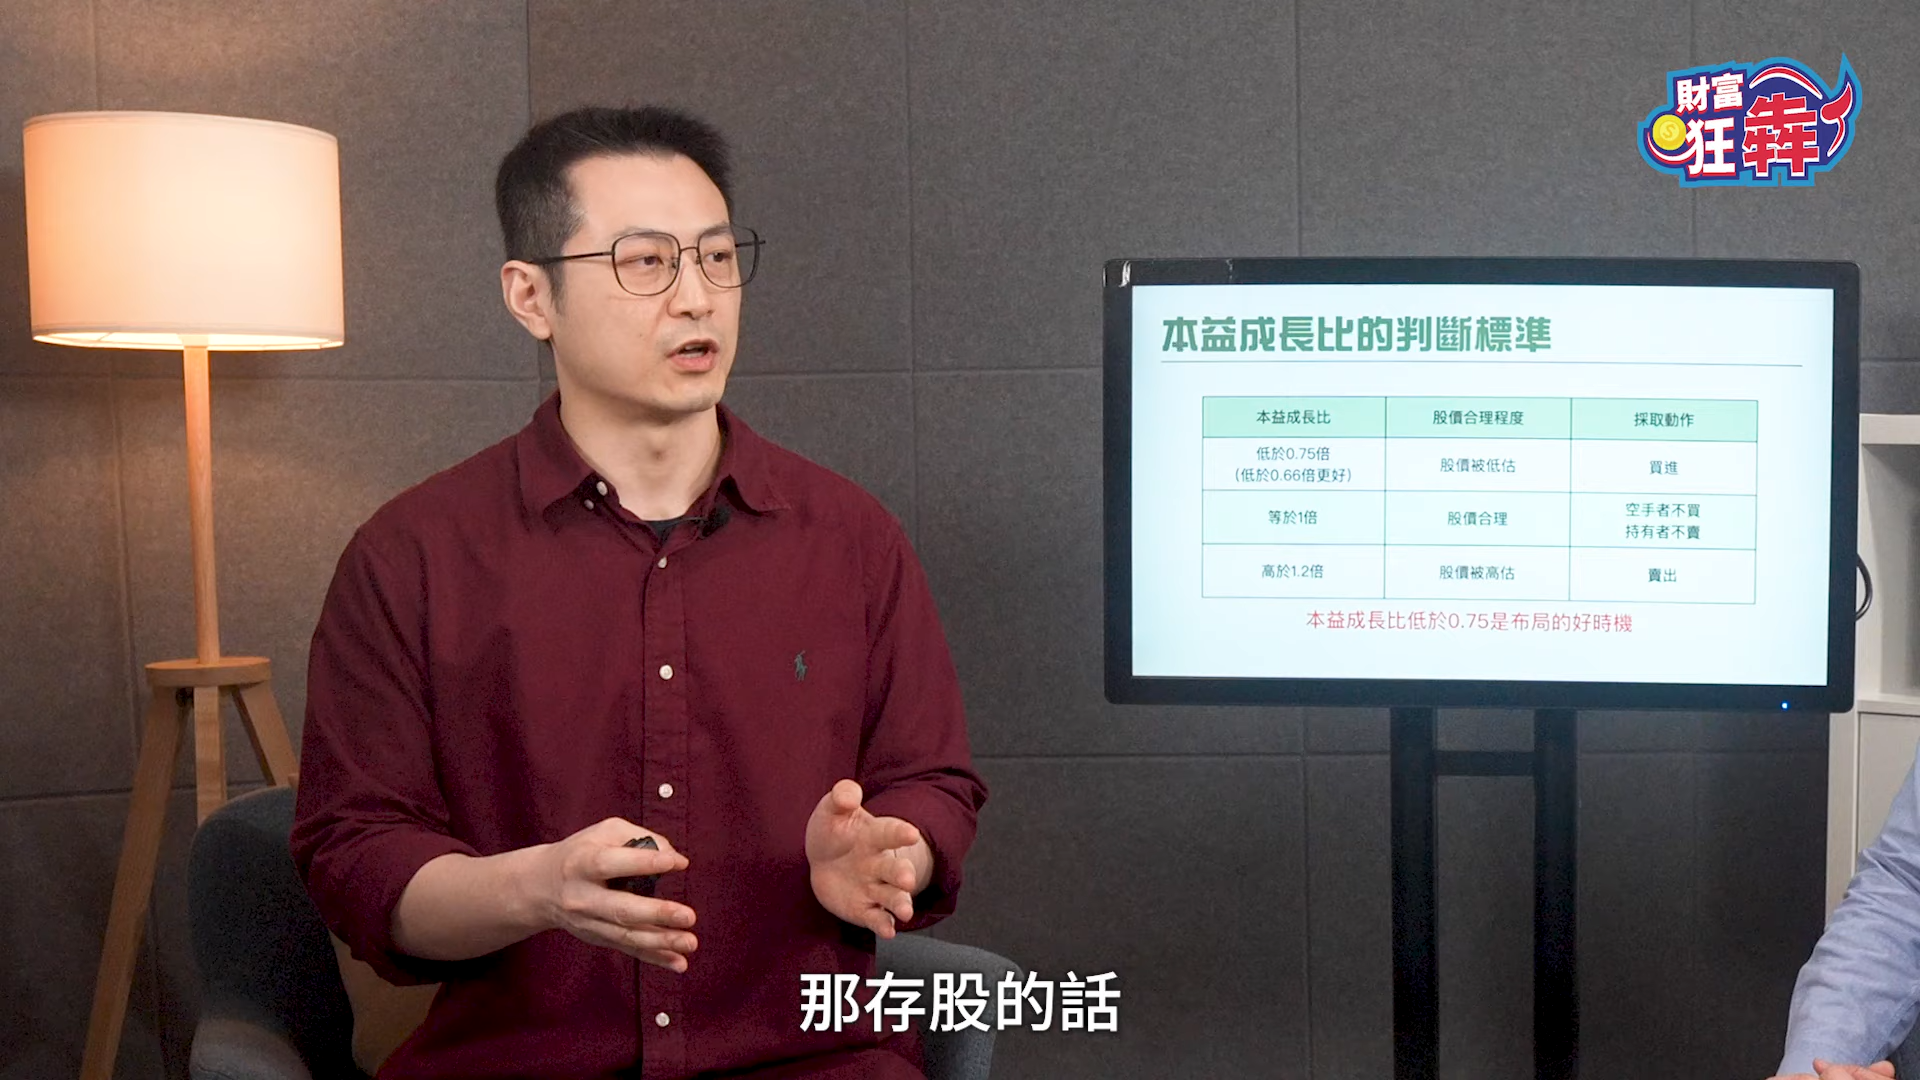 財富
狂犇
本益成長比的判斷標準
本益成長比 股價合理程度 採取動作
低於0.75倍
(低於0.66倍更好) 股價被低估 買進
等於1倍 股價合理 空手者不買
持有者不賣
高於1.2倍 股價被高估 賣出
本益成長比低於0.75是布局的好時機
那存股的話